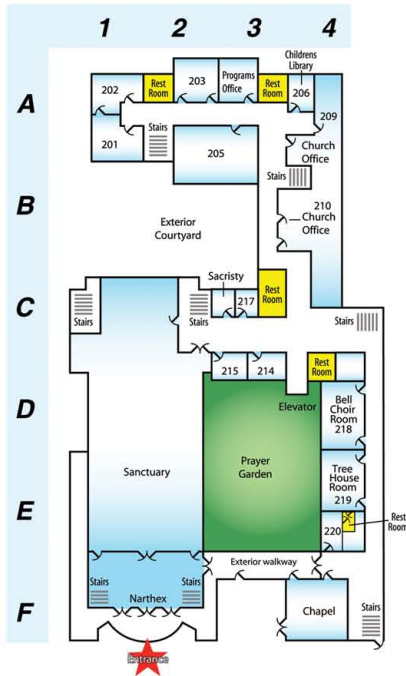 1 2 3 4
A
B
C
D
E
F
Childrens
Library
202
Rest
Room
203
Programs
Office
Rest
Room
206
209
201
Stairs
205
Church
Office
Stairs
210
Church
Office
Exterior
Courtyard
Sacristy
217
Rest
Room
Stairs
Stairs
Stairs
215
214
Rest
Room
Elevator
Bell
Choir
Room
218
Sanctuary
Prayer
Garden
Tree
House
Room
219
220
Rest
Room
Exterior walkway
Stairs
Stairs
Narthex
Chapel
Stairs
Entrance